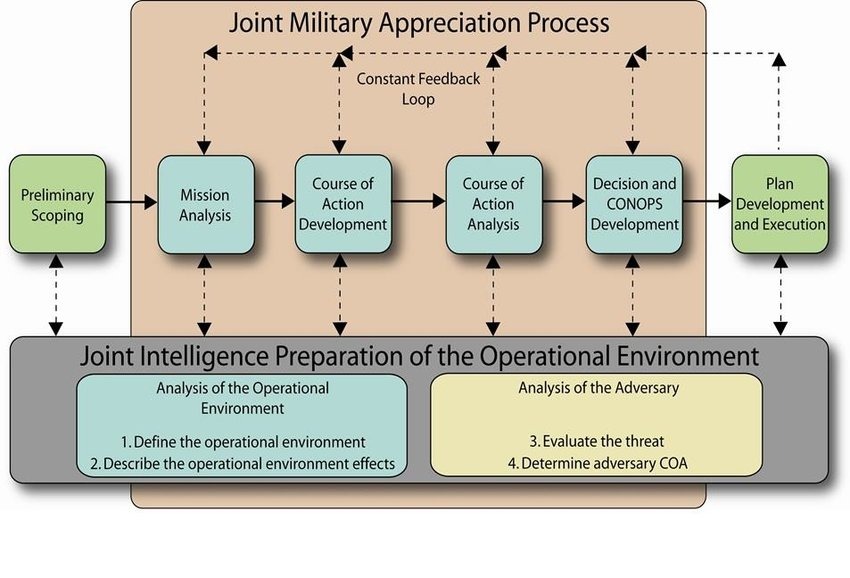 Joint Military Appreciation Process
Constant Feedback
Loop
Preliminary
Scoping
Mission
Analysis
Course of
Action
Development
Course of
Action
Analysis
Decision and
CONOPS
Development
Plan
Development
and Execution
Joint Intelligence Preparation of the Operational Environment
Analysis of the Operational
Environment
1. Define the operational environment
2. Describe the operational environment effects
Analysis of the Adversary
3. Evaluate the threat
4. Determine adversary COA